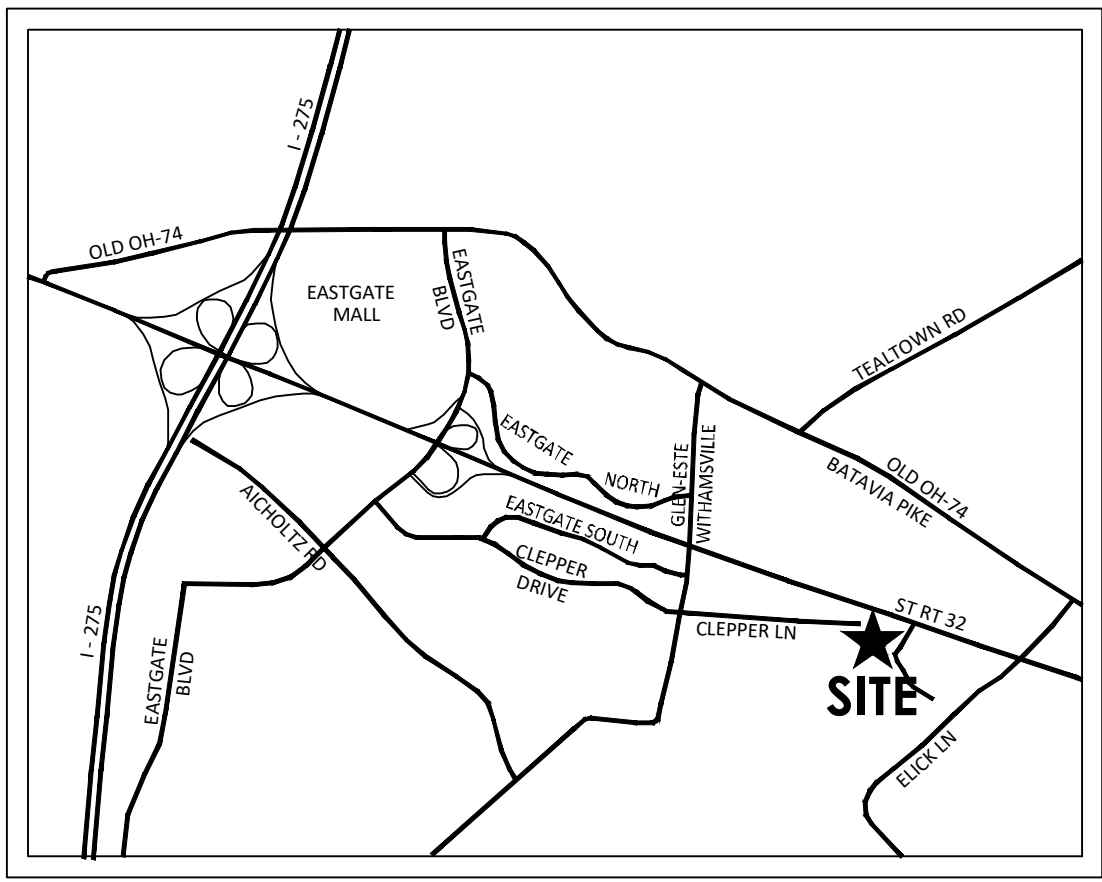 I - 275
OLD OH-74
EASTGATE
MALL
EASTGATE
BLVD
TEALTOWN RD
EASTGATE
NORTH
GLEN-ESTE
WITHAMSVILLE
OLD OH-74
BATAVIA PIKE
AICHOLTZ RD
EASTGATE SOUTH
CLEPPER
DRIVE
CLEPPER LN
ST RT 32
I - 275
EASTGATE
BLVD
SITE
ELICK LN